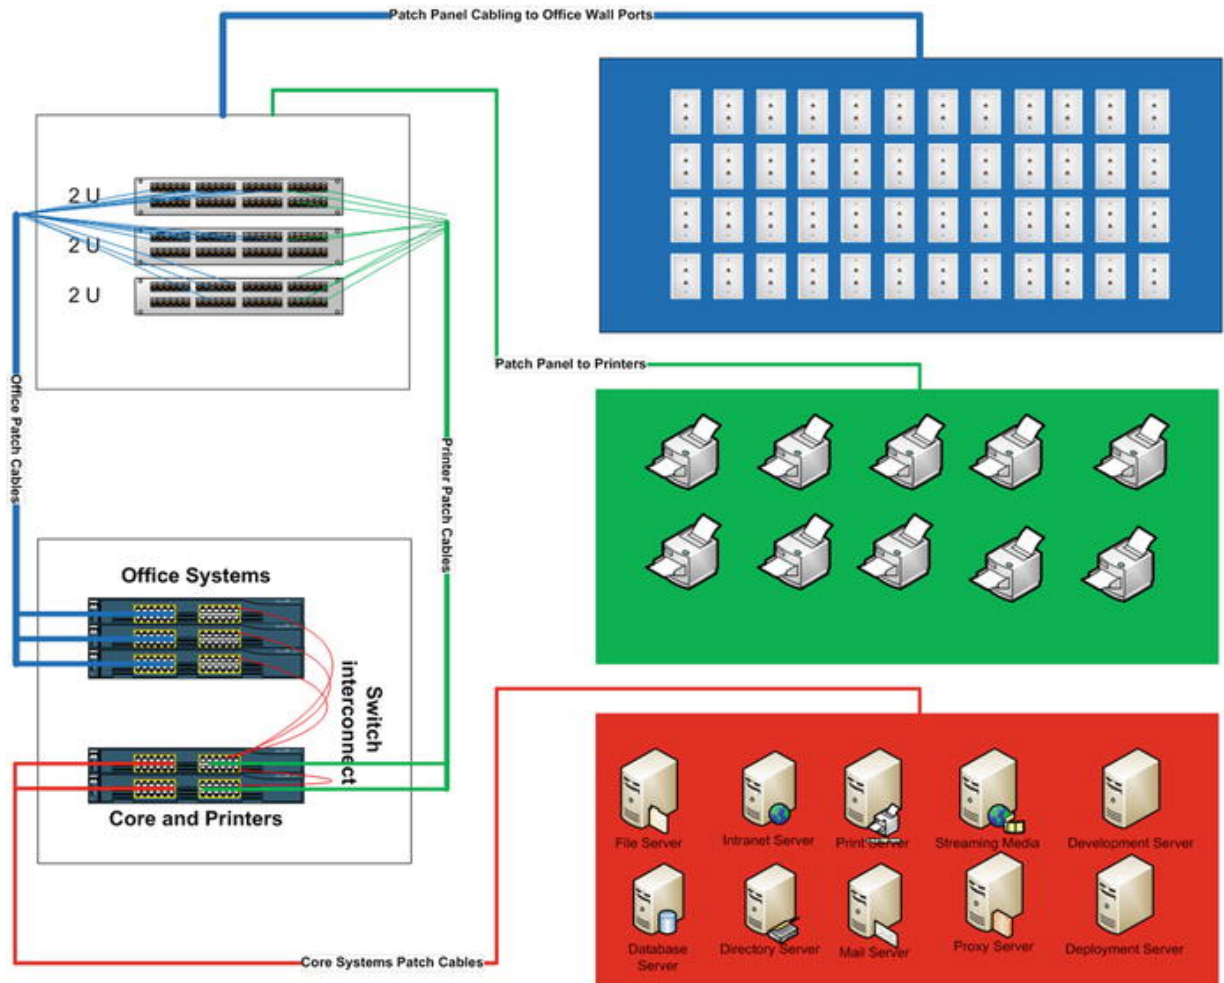 Patch Panel Cabling to Office Wall Ports
2 U
2 U
2 U
Patch Panel to Printers
Office Patch Cables
Printer Patch Cables
Office Systems
Switch
interconnect
Core and Printers
File Server
Intranet Server
Print Server
Streaming Media
Development Server
Database
Server
Directory Server
Mail Server
Proxy Server
Deployment Server
Core Systems Patch Cables